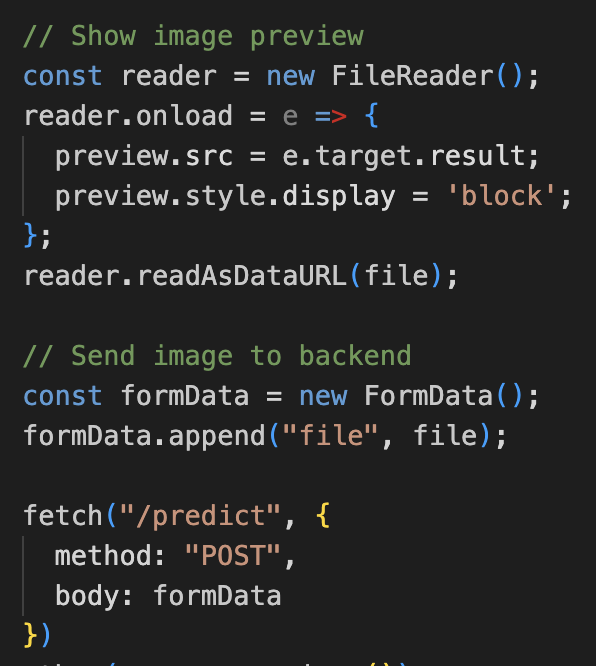 // Show image preview
const reader = new FileReader();
reader.onload = e => {
  preview.src = e.target.result;
  preview.style.display = 'block';
};
reader.readAsDataURL(file);

// Send image to backend
const formData = new FormData();
formData.append("file", file);

fetch("/predict", {
  method: "POST",
  body: formData
})